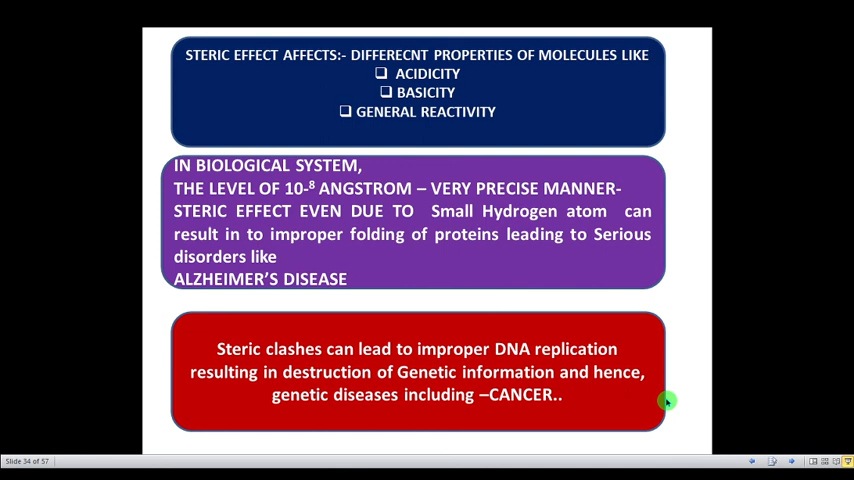 STERIC EFFECT AFFECTS:- DIFFERECNT PROPERTIES OF MOLECULES LIKE
❑ ACIDICITY
❑ BASICITY
❑ GENERAL REACTIVITY
IN BIOLOGICAL SYSTEM,
THE LEVEL OF 10-⁸ ANGSTROM – VERY PRECISE MANNER-
STERIC EFFECT EVEN DUE TO Small Hydrogen atom can
result in to improper folding of proteins leading to Serious
disorders like
ALZHEIMER'S DISEASE
Steric clashes can lead to improper DNA replication
resulting in destruction of Genetic information and hence,
genetic diseases including –CANCER..
Slide 34 of 57